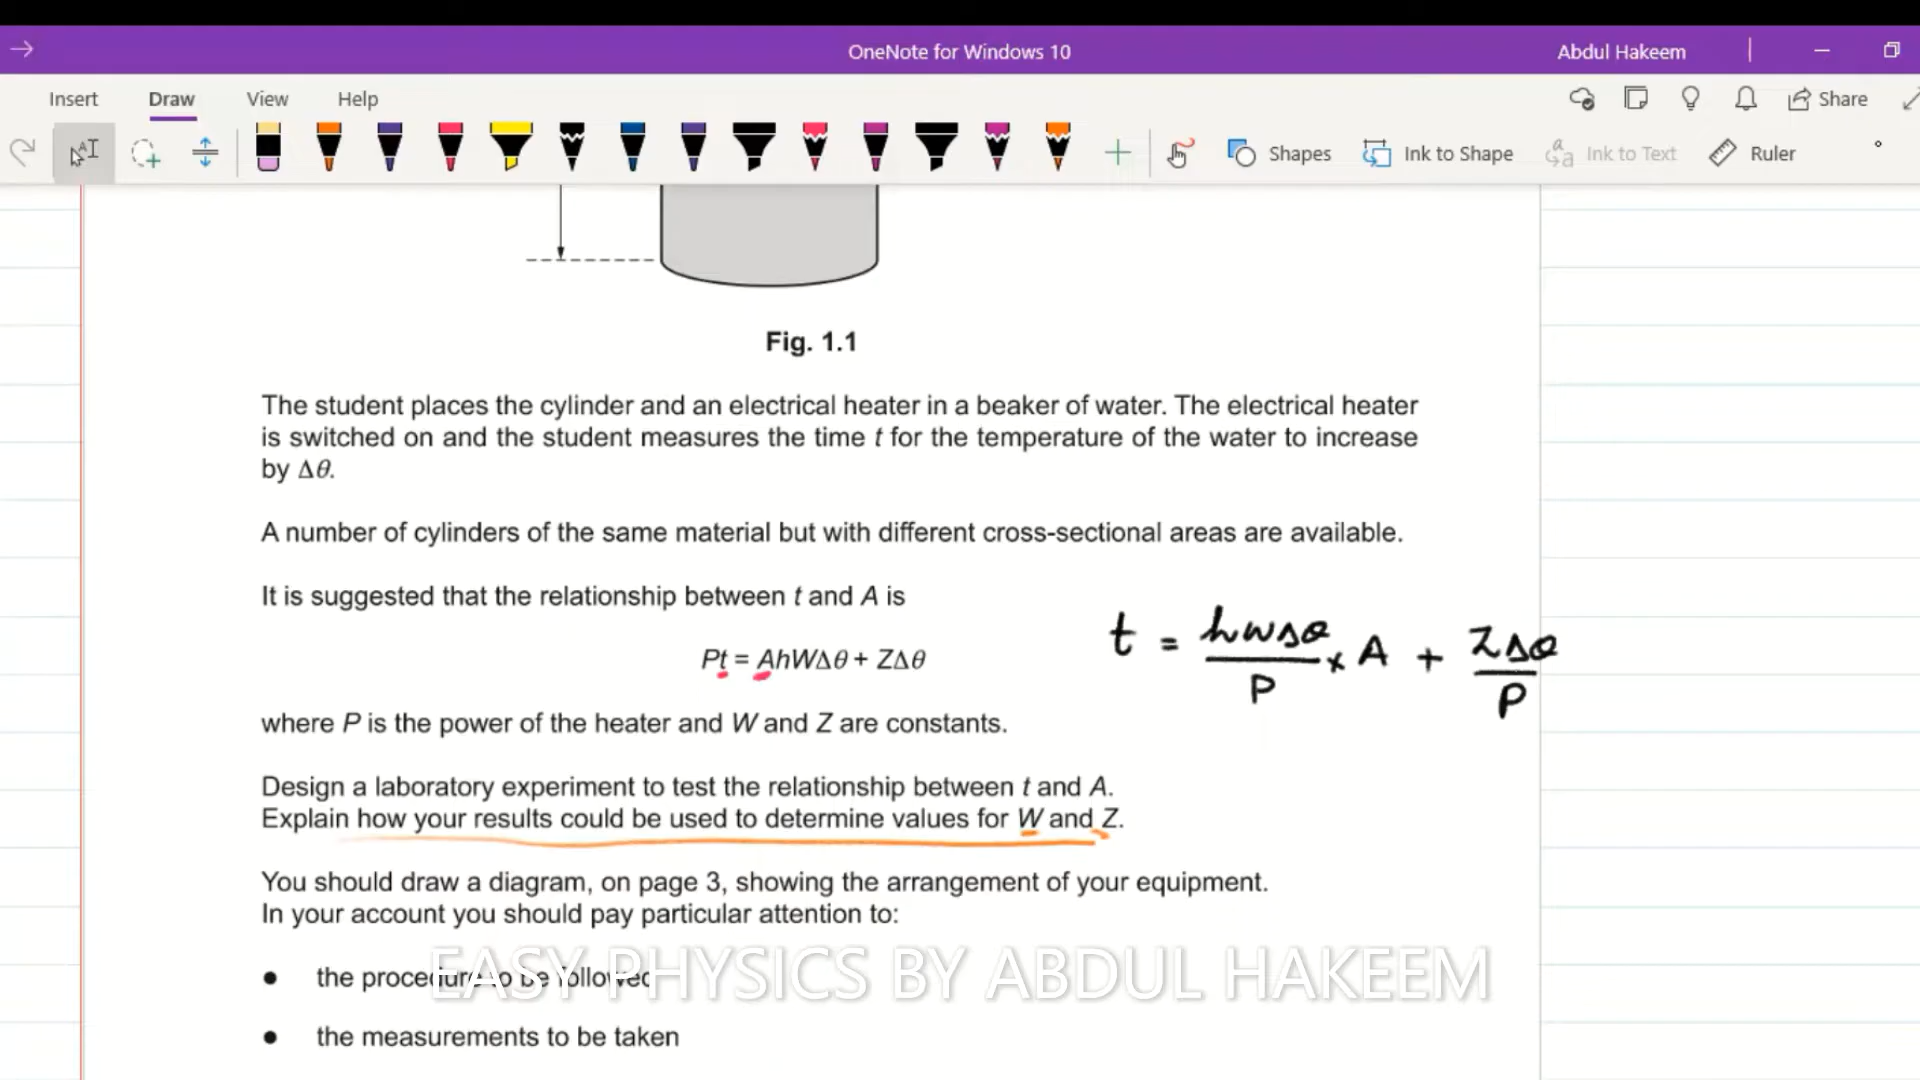 OneNote for Windows 10
Abdul Hakeem
Insert Draw View Help
Share
Shapes Ink to Shape Ink to Text Ruler
Fig. 1.1
The student places the cylinder and an electrical heater in a beaker of water. The electrical heater
is switched on and the student measures the time t for the temperature of the water to increase
by Δθ.
A number of cylinders of the same material but with different cross-sectional areas are available.
It is suggested that the relationship between t and A is
Pt = AhWΔθ + ZΔθ
t = hwΔθ/P × A + ZΔθ/P
where P is the power of the heater and W and Z are constants.
Design a laboratory experiment to test the relationship between t and A.
Explain how your results could be used to determine values for W and Z.
You should draw a diagram, on page 3, showing the arrangement of your equipment.
In your account you should pay particular attention to:
EASY PHYSICS BY ABDUL HAKEEM
● the procedure to be followed
● the measurements to be taken